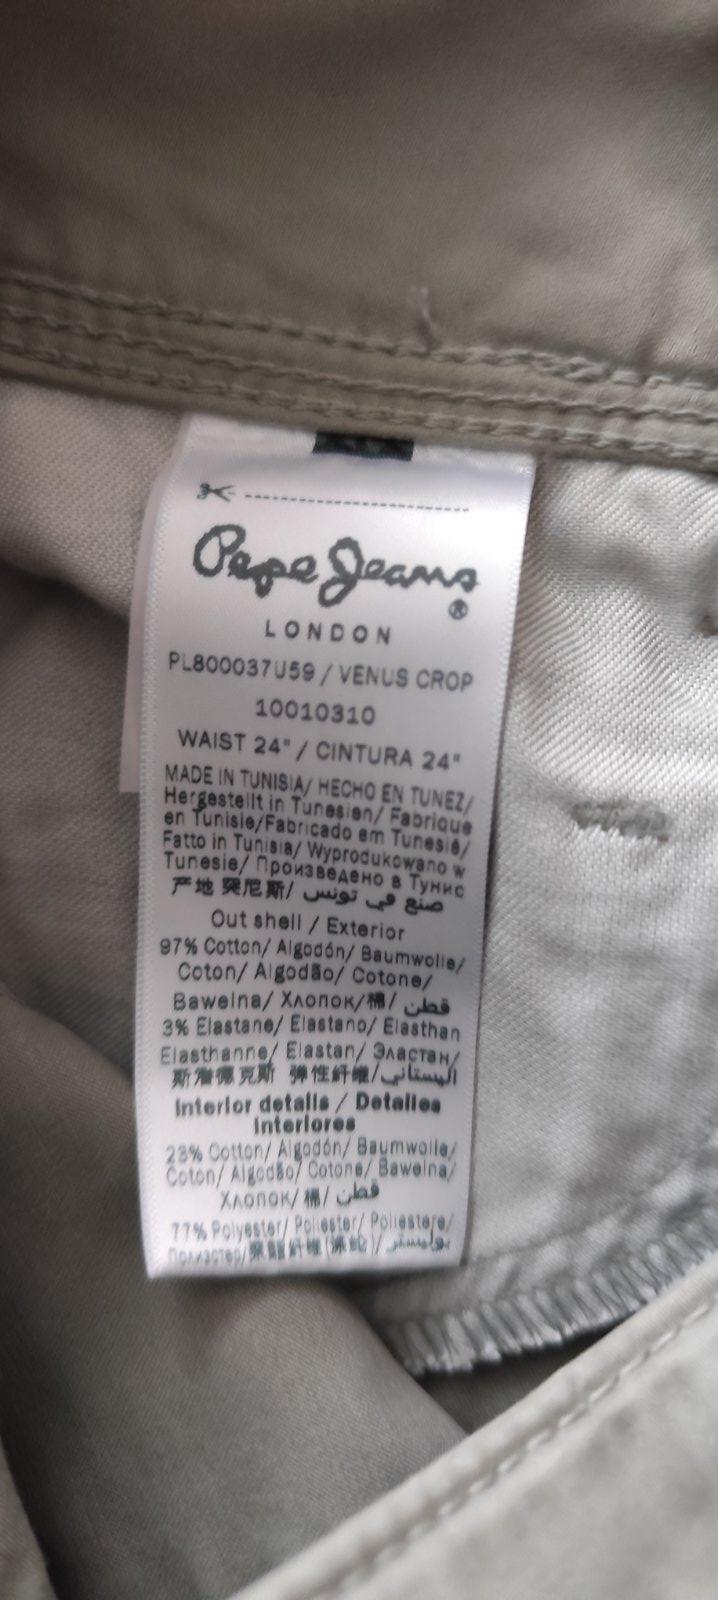 Pepe Jeans
®
LONDON
PL800037U59 / VENUS CROP
10010310
WAIST 24" / CINTURA 24"
MADE IN TUNISIA/ HECHO EN TUNEZ/
Hergestellt in Tunesien/ Fabrique
en Tunisie/Fabricado em Tunesie/
Fatto in Tunisia/ Wyprodukowano w
Tunesie/ Произведено в Тунис
产地 突尼斯/ صنع في تونس
Out shell / Exterior
97% Cotton/ Algodón/ Baumwolle/
Coton/ Algodão/ Cotone/
Bawelna/ Хлопок/棉/ قطن
3% Elastane/ Elastano/ Elasthan
Elasthanne/ Elastan/ Эластан/
斯潘德克斯 弹性纤维/
Interior details / Detalles
Interiores
23% Cotton/ Algodón/ Baumwolle/
Coton/ Algodão/ Cotone/ Bawelna/
Хлопок/ 棉/ قطن
77% Polyester/ Poliester/ Poliestere/
Полиэстер/ بوليستر